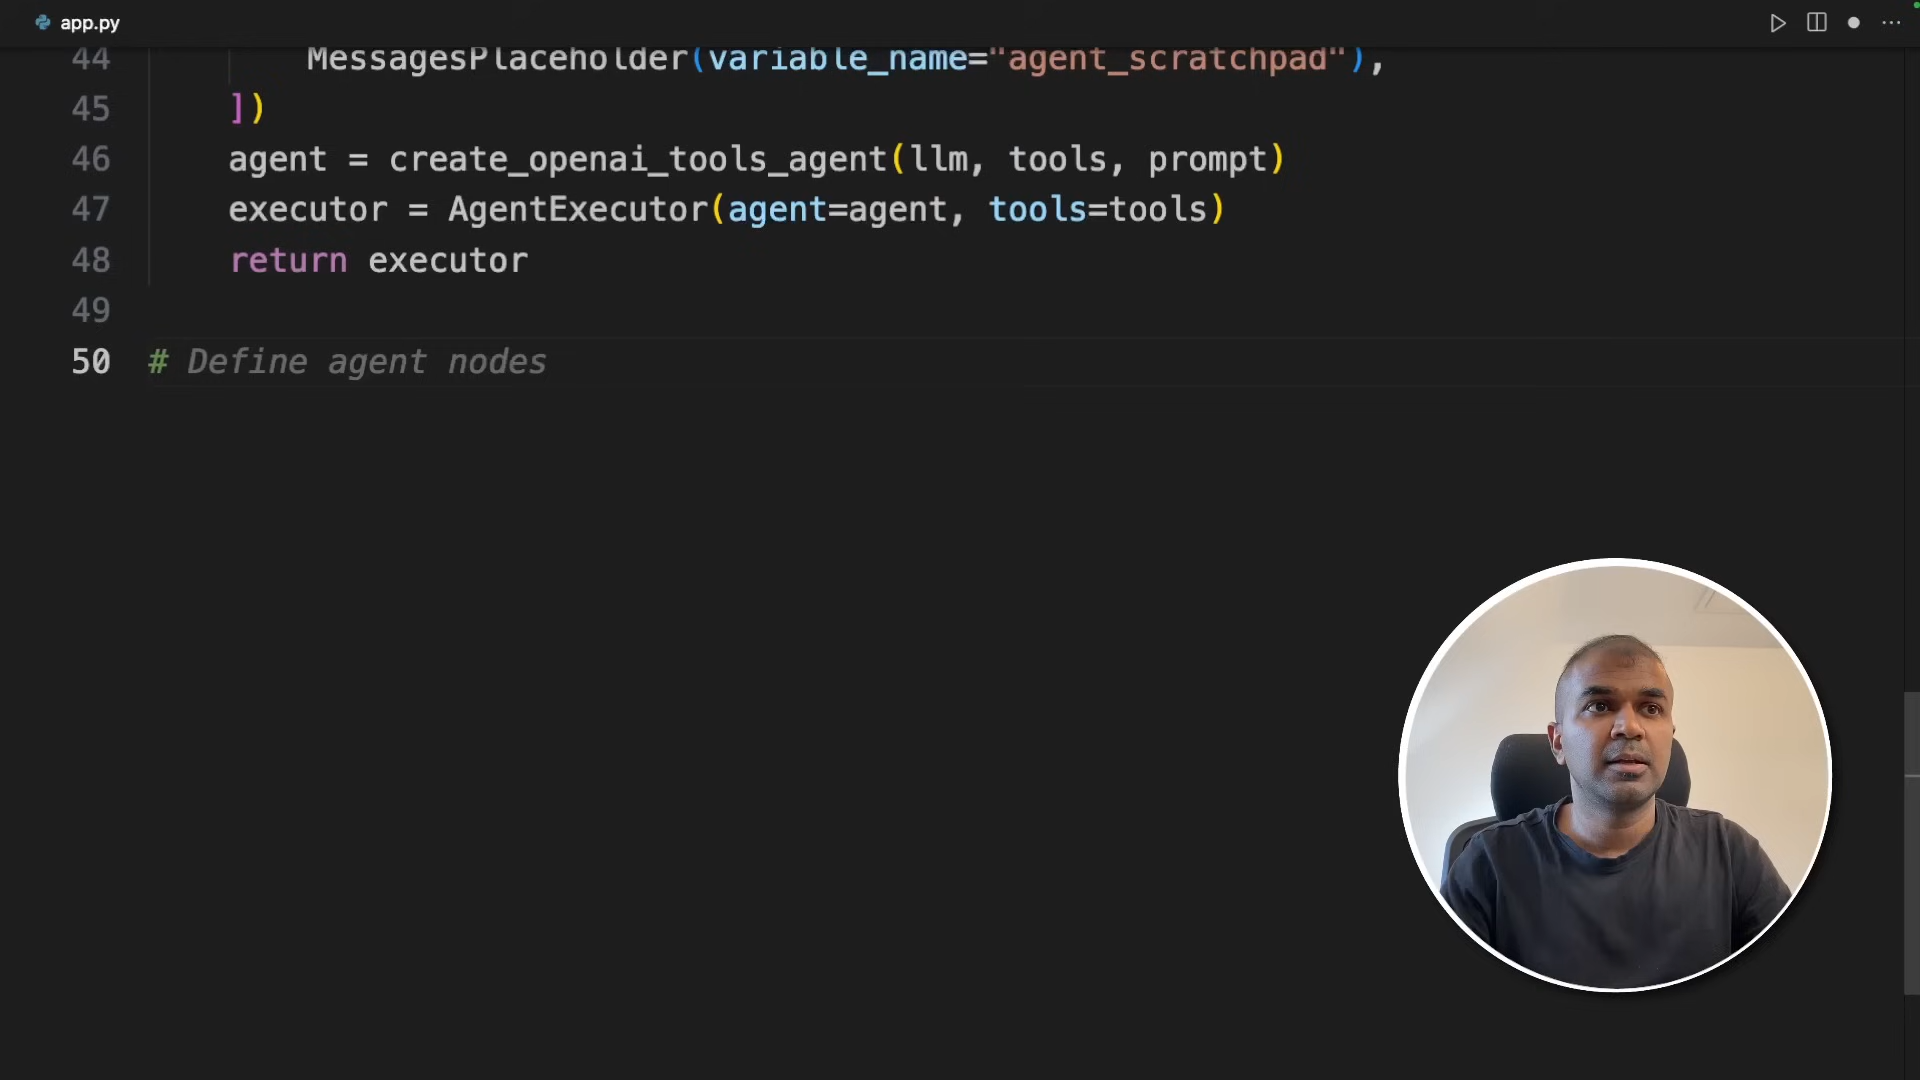 app.py
44 MessagesPlaceholder(variable_name="agent_scratchpad"),
45 ])
46 agent = create_openai_tools_agent(llm, tools, prompt)
47 executor = AgentExecutor(agent=agent, tools=tools)
48 return executor
49
50 # Define agent nodes